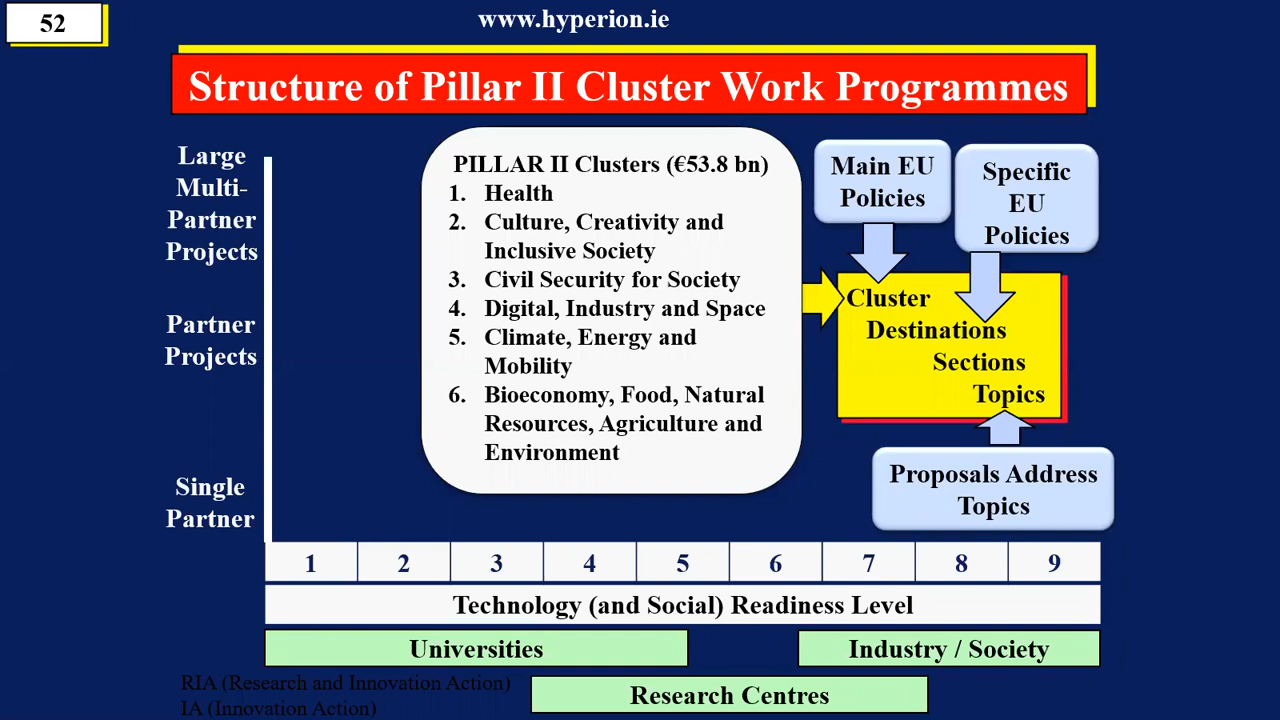 52
www.hyperion.ie
Structure of Pillar II Cluster Work Programmes
Large
Multi-
Partner
Projects
Partner
Projects
Single
Partner
PILLAR II Clusters (€53.8 bn)
1. Health
2. Culture, Creativity and
Inclusive Society
3. Civil Security for Society
4. Digital, Industry and Space
5. Climate, Energy and
Mobility
6. Bioeconomy, Food, Natural
Resources, Agriculture and
Environment
Main EU
Policies
Specific
EU
Policies
Cluster
Destinations
Sections
Topics
Proposals Address
Topics
1 2 3 4 5 6 7 8 9
Technology (and Social) Readiness Level
Universities
Industry / Society
RIA (Research and Innovation Action)
IA (Innovation Action)
Research Centres